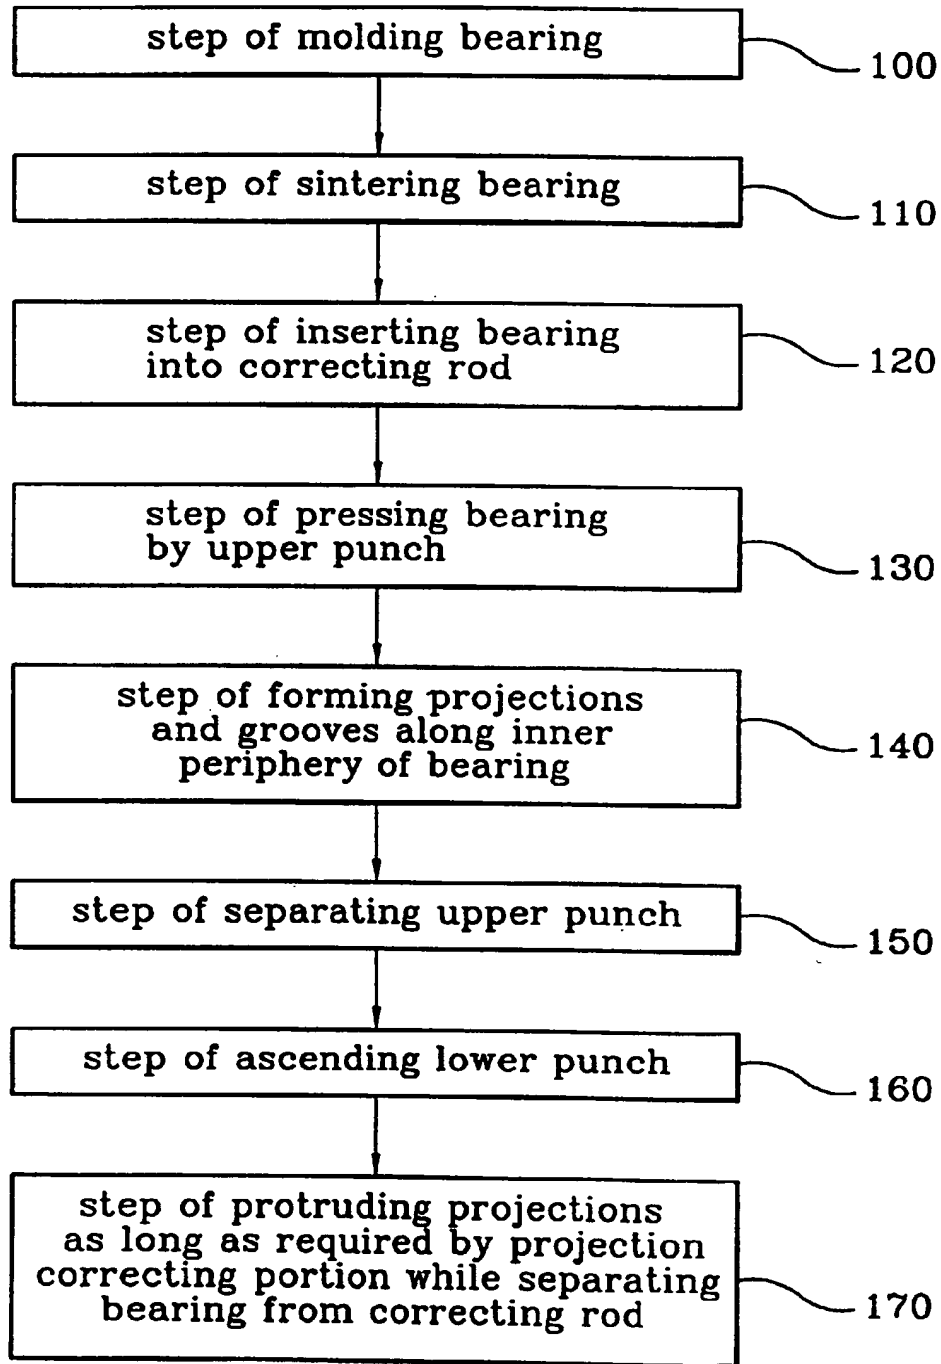 step of molding bearing
100
step of sintering bearing
110
step of inserting bearing
into correcting rod
120
step of pressing bearing
by upper punch
130
step of forming projections
and grooves along inner
periphery of bearing
140
step of separating upper punch
150
step of ascending lower punch
160
step of protruding projections
as long as required by projection
correcting portion while separating
bearing from correcting rod
170